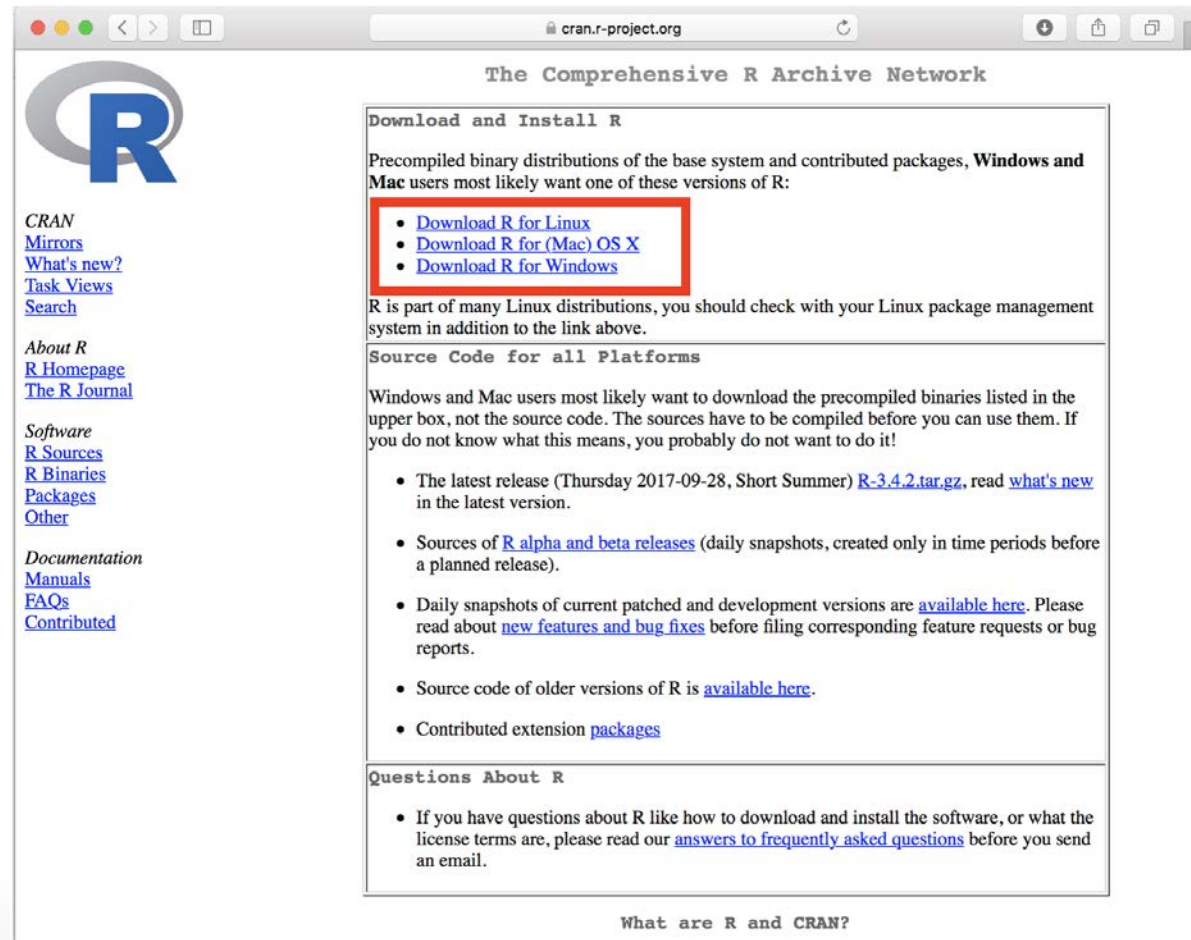 cran.r-project.org
The Comprehensive R Archive Network
R
CRAN
Mirrors
What's new?
Task Views
Search
About R
R Homepage
The R Journal
Software
R Sources
R Binaries
Packages
Other
Documentation
Manuals
FAQs
Contributed
Download and Install R
Precompiled binary distributions of the base system and contributed packages, Windows and
Mac users most likely want one of these versions of R:
• Download R for Linux
• Download R for (Mac) OS X
• Download R for Windows
R is part of many Linux distributions, you should check with your Linux package management
system in addition to the link above.
Source Code for all Platforms
Windows and Mac users most likely want to download the precompiled binaries listed in the
upper box, not the source code. The sources have to be compiled before you can use them. If
you do not know what this means, you probably do not want to do it!
• The latest release (Thursday 2017-09-28, Short Summer) R-3.4.2.tar.gz, read what's new
in the latest version.
• Sources of R alpha and beta releases (daily snapshots, created only in time periods before
a planned release).
• Daily snapshots of current patched and development versions are available here. Please
read about new features and bug fixes before filing corresponding feature requests or bug
reports.
• Source code of older versions of R is available here.
• Contributed extension packages
Questions About R
• If you have questions about R like how to download and install the software, or what the
license terms are, please read our answers to frequently asked questions before you send
an email.
What are R and CRAN?